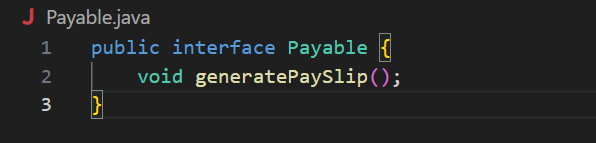 J Payable.java
1 public interface Payable {
2     void generatePaySlip();
3 }